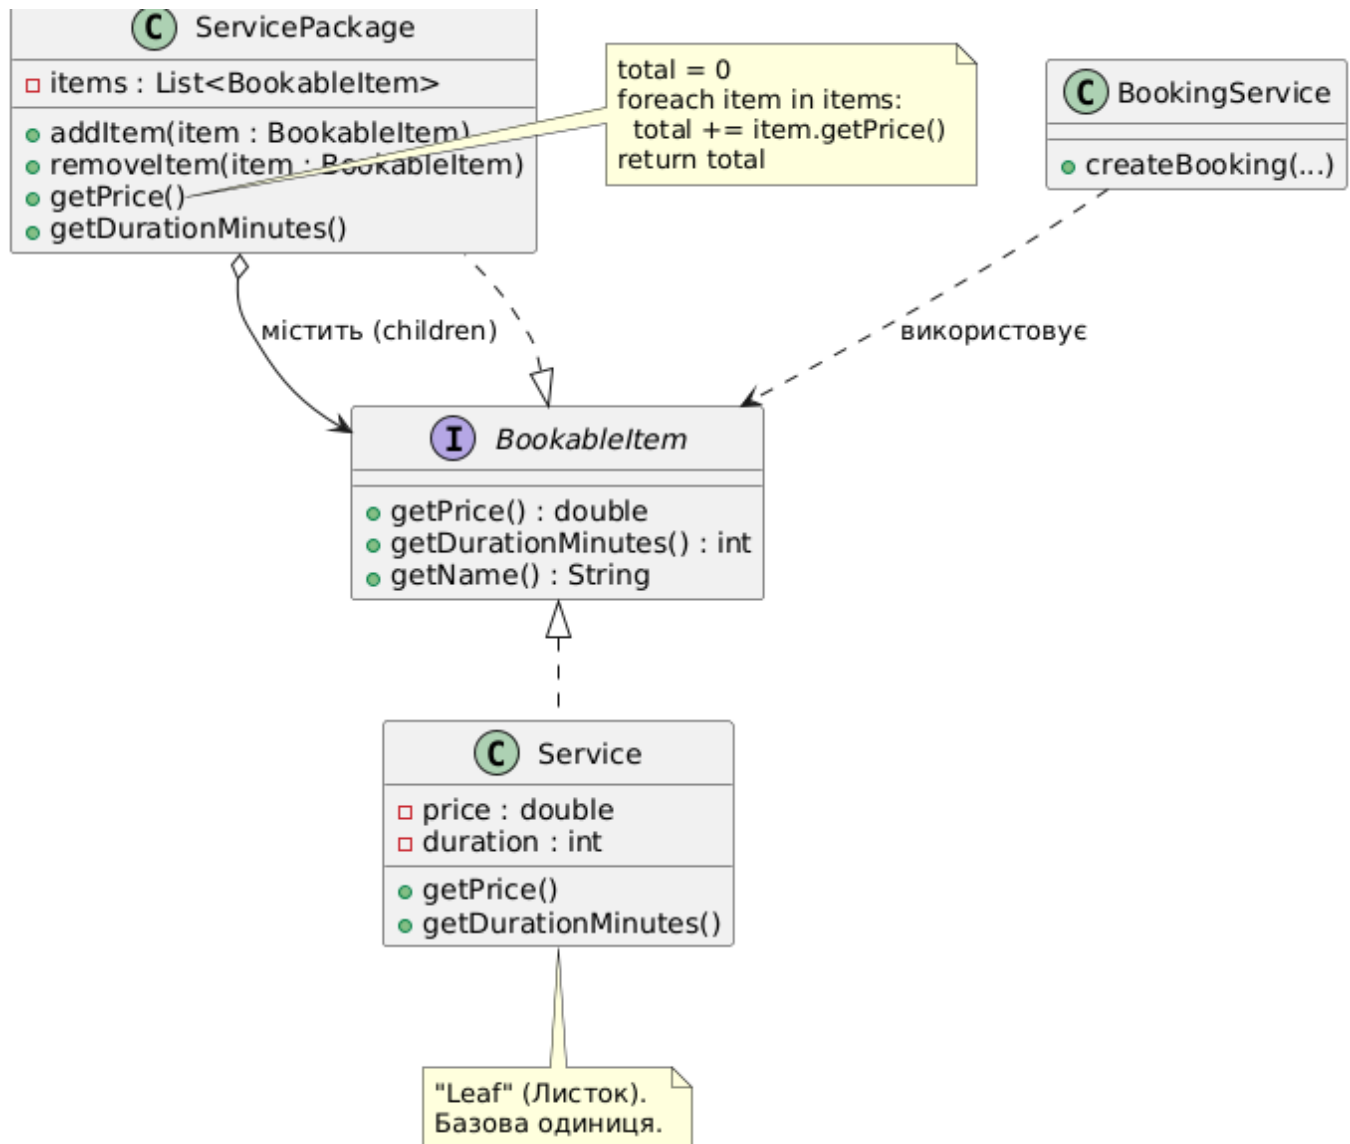 C ServicePackage
items : List<BookableItem>
addItem(item : BookableItem)
removeItem(item : BookableItem)
getPrice()
getDurationMinutes()
total = 0
foreach item in items:
total += item.getPrice()
return total
C BookingService
createBooking(...)
містить (children)
використовує
I BookableItem
getPrice() : double
getDurationMinutes() : int
getName() : String
C Service
price : double
duration : int
getPrice()
getDurationMinutes()
"Leaf" (Листок).
Базова одиниця.